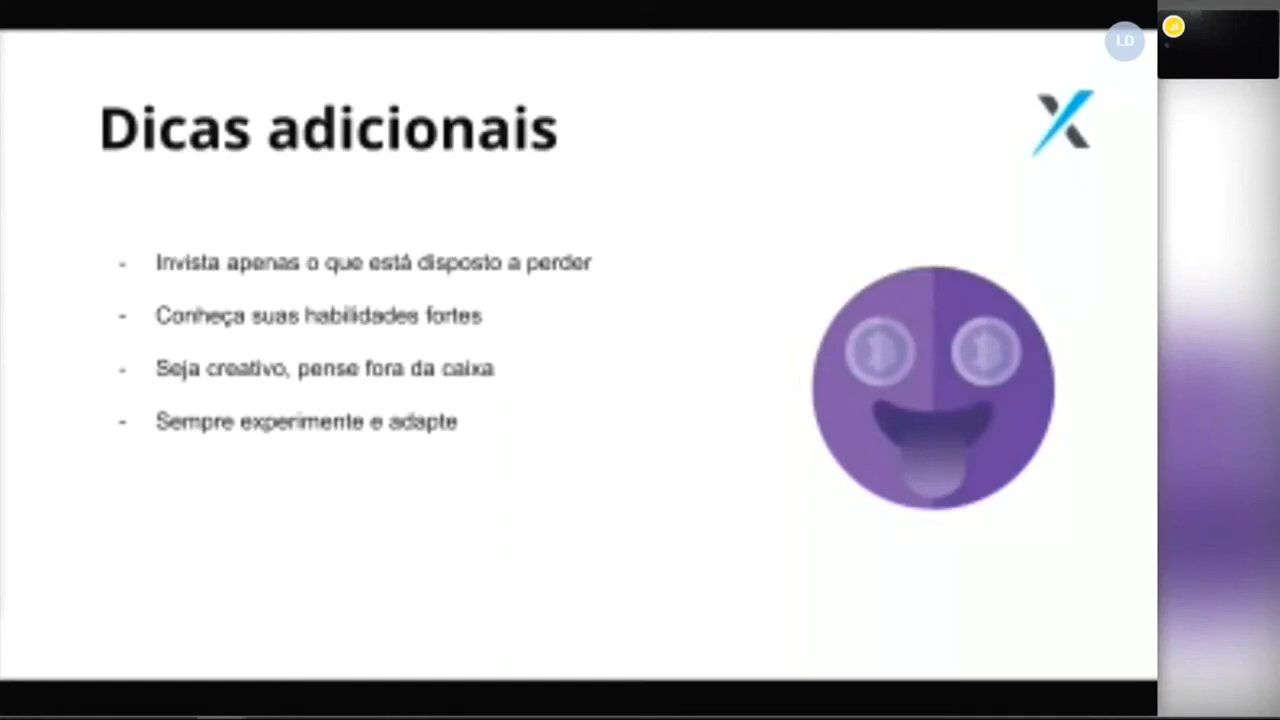 LD
Dicas adicionais
- Invista apenas o que está disposto a perder
- Conheça suas habilidades fortes
- Seja creativo, pense fora da caixa
- Sempre experimente e adapte